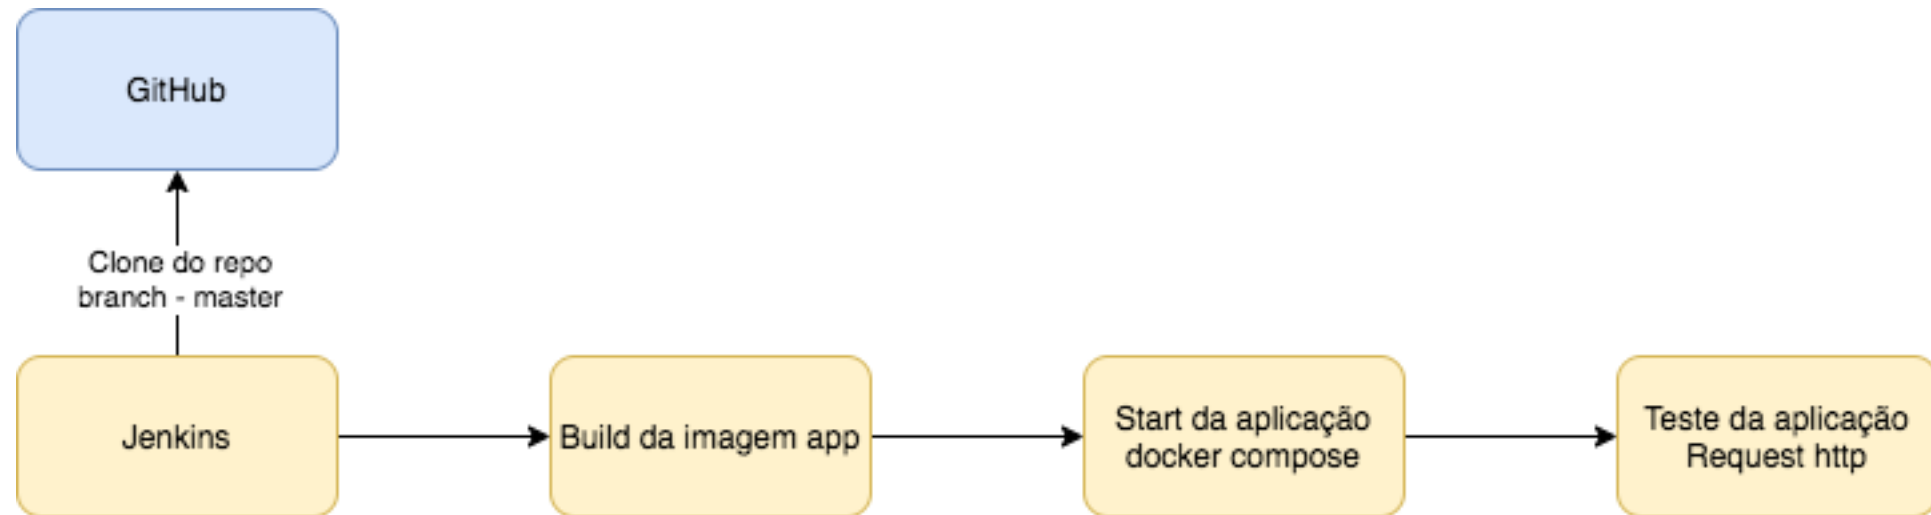 GitHub
Clone do repo
branch - master
Jenkins
Build da imagem app
Start da aplicação
docker compose
Teste da aplicação
Request http